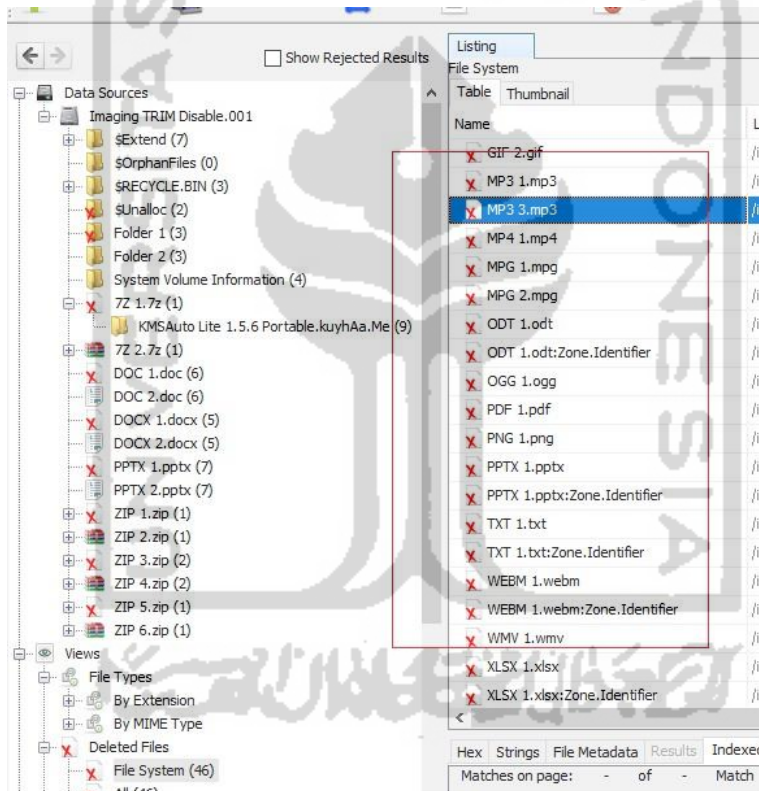 Show Rejected Results
Data Sources
Imaging TRIM Disable.001
$Extend (7)
$OrphanFiles (0)
$RECYCLE.BIN (3)
$Unalloc (2)
Folder 1 (3)
Folder 2 (3)
System Volume Information (4)
7Z 1.7z (1)
KMSAuto Lite 1.5.6 Portable.kuyhAa.Me (9)
7Z 2.7z (1)
DOC 1.doc (6)
DOC 2.doc (6)
DOCX 1.docx (5)
DOCX 2.docx (5)
PPTX 1.pptx (7)
PPTX 2.pptx (7)
ZIP 1.zip (1)
ZIP 2.zip (1)
ZIP 3.zip (2)
ZIP 4.zip (2)
ZIP 5.zip (1)
ZIP 6.zip (1)
Views
File Types
By Extension
By MIME Type
Deleted Files
File System (46)
Listing
File System
Table Thumbnail
Name L
GIF 2.gif /i
MP3 1.mp3 /i
MP3 3.mp3 /i
MP4 1.mp4 /i
MPG 1.mpg /i
MPG 2.mpg /i
ODT 1.odt /i
ODT 1.odt:Zone.Identifier /i
OGG 1.ogg /i
PDF 1.pdf /i
PNG 1.png /i
PPTX 1.pptx /i
PPTX 1.pptx:Zone.Identifier /i
TXT 1.txt /i
TXT 1.txt:Zone.Identifier /i
WEBM 1.webm /i
WEBM 1.webm:Zone.Identifier /i
WMV 1.wmv /i
XLSX 1.xlsx /i
XLSX 1.xlsx:Zone.Identifier /i
Hex Strings File Metadata Results Indexed
Matches on page: - of - Match
UNIVERSITAS
NDONESIA